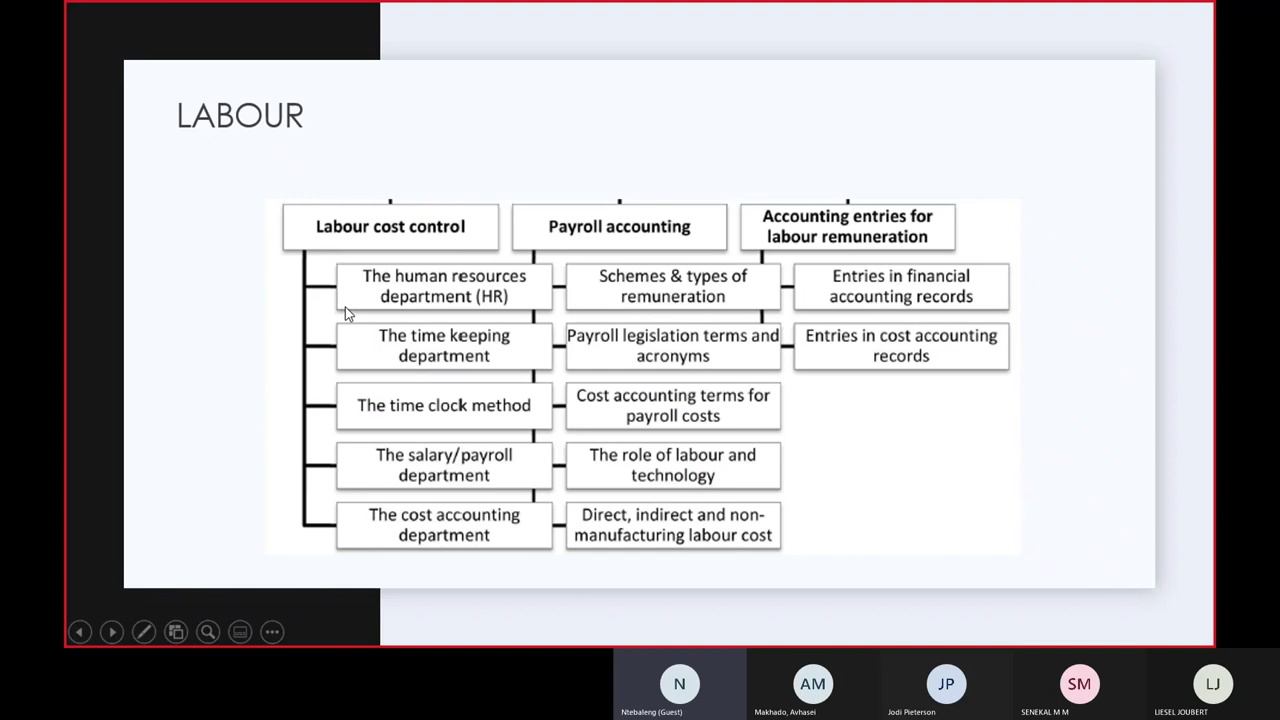 LABOUR
Labour cost control
Payroll accounting
Accounting entries for
labour remuneration
The human resources
department (HR)
Schemes & types of
remuneration
Entries in financial
accounting records
The time keeping
department
Payroll legislation terms and
acronyms
Entries in cost accounting
records
The time clock method
Cost accounting terms for
payroll costs
The salary/payroll
department
The role of labour and
technology
The cost accounting
department
Direct, indirect and non-
manufacturing labour cost
N
AM
JP
SM
LJ
Ntebaleng (Guest)
Makhado, Avhasei
Jodi Pieterson
SENEKAL M M
LIESEL JOUBERT